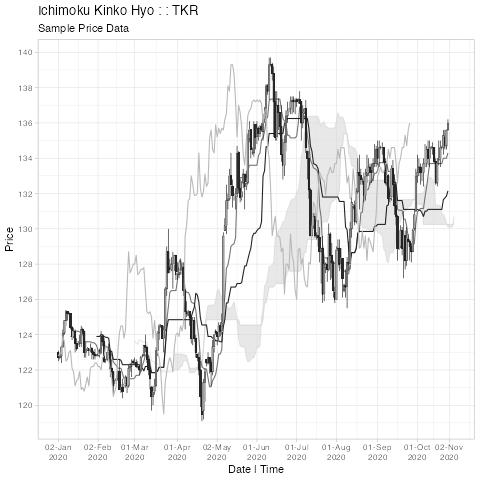 Ichimoku Kinko Hyo : : TKR
Sample Price Data
140
138
136
134
132
130
128
126
124
122
120
Price
02-Jan 02-Feb 01-Mar 01-Apr 02-May 01-Jun 01-Jul 01-Aug 01-Sep 01-Oct 02-Nov
2020 2020 2020 2020 2020 2020 2020 2020 2020 2020 2020
Date | Time